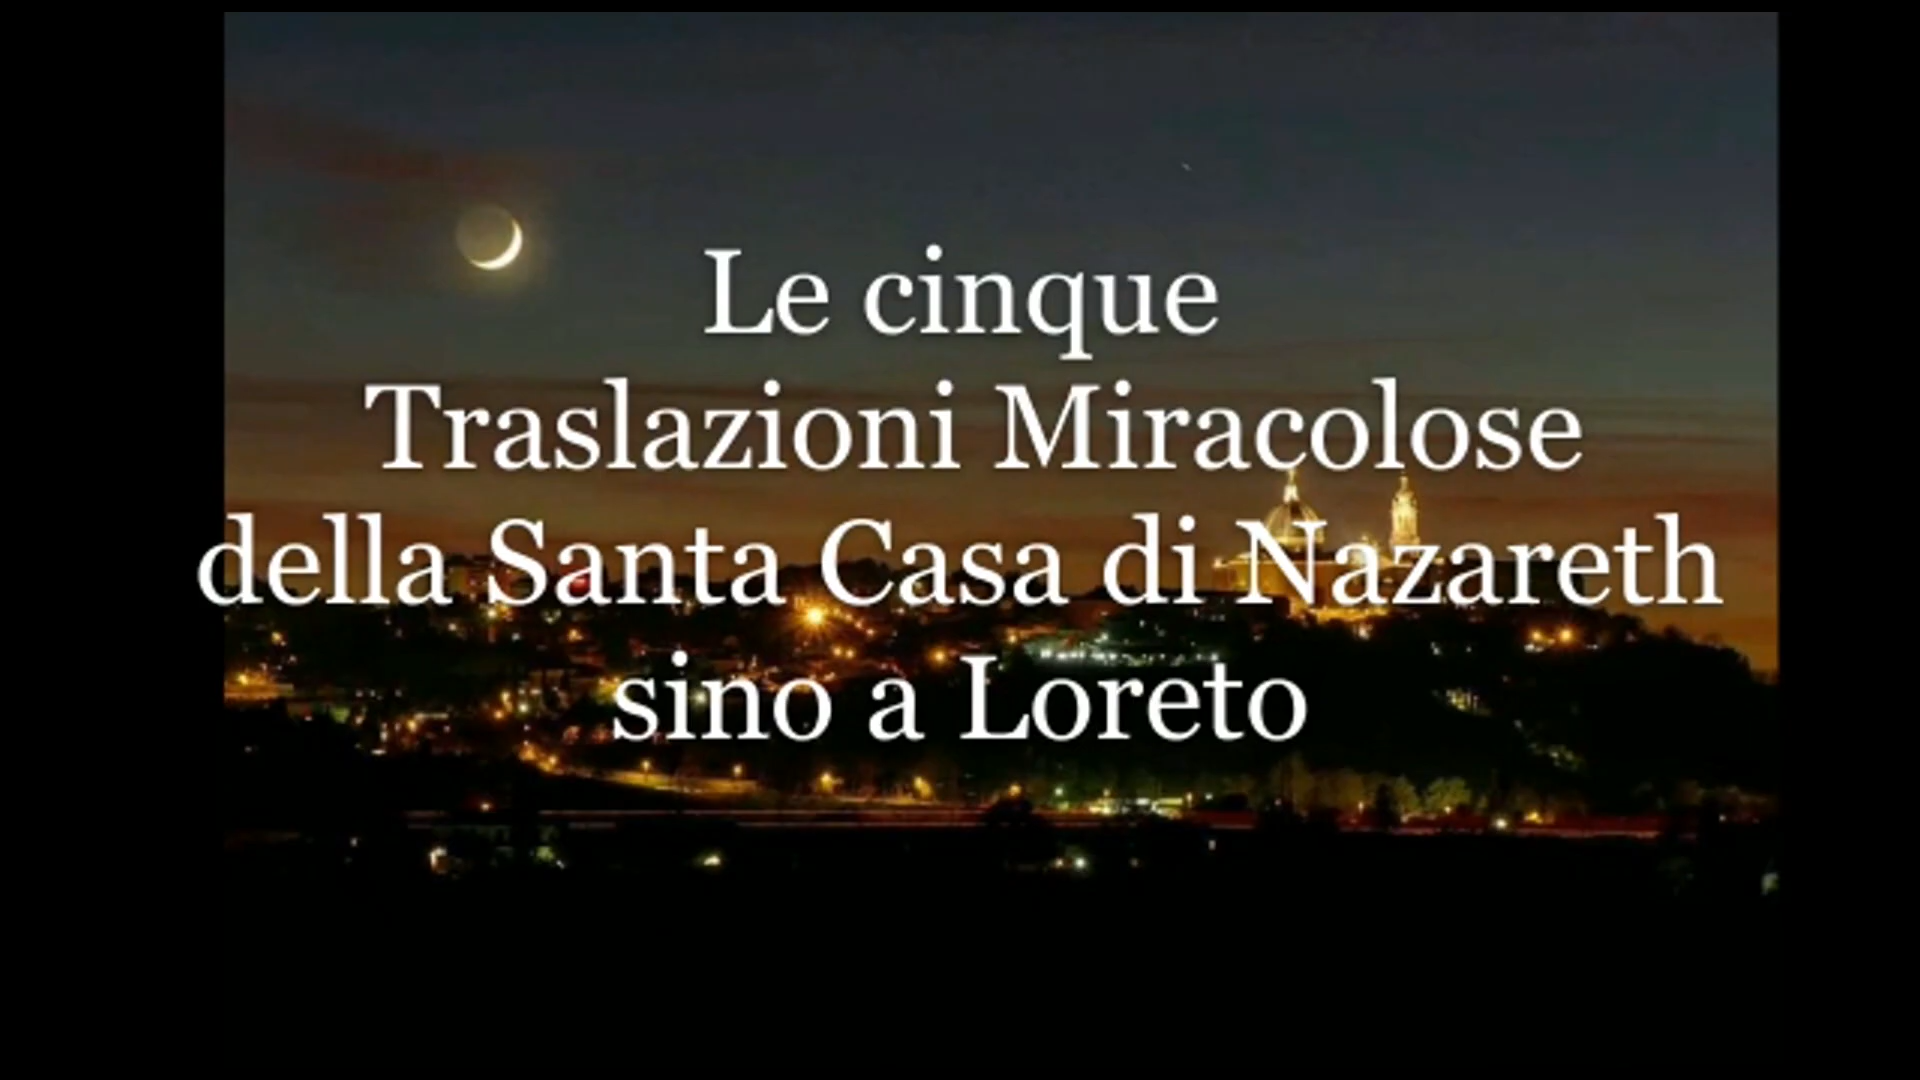 Le cinque
Traslazioni Miracolose
della Santa Casa di Nazareth
sino a Loreto